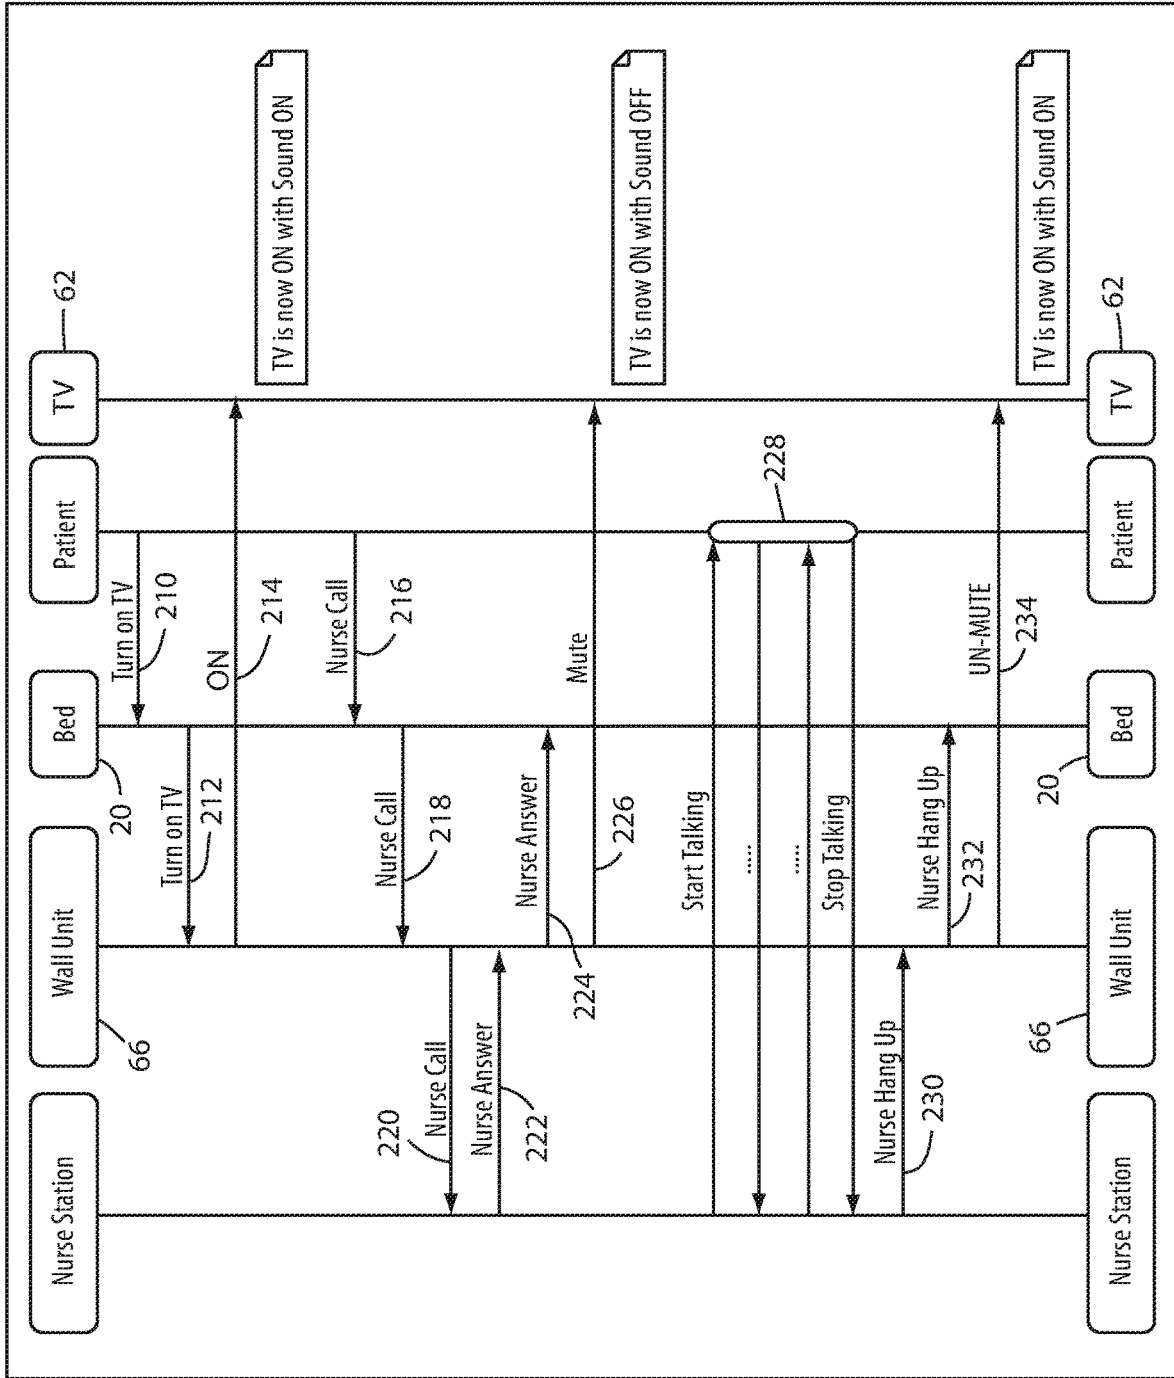 Nurse Station
Wall Unit
66
Bed
20
Patient
TV
62
Turn on TV
210
Turn on TV
212
ON
214
TV is now ON with Sound ON
Nurse Call
216
Nurse Call
218
Nurse Call
220
Nurse Answer
222
Nurse Answer
224
Mute
226
TV is now ON with Sound OFF
Start Talking
228
.....
.....
Stop Talking
Nurse Hang Up
230
Nurse Hang Up
232
UN-MUTE
234
TV is now ON with Sound ON
Nurse Station
Wall Unit
66
Bed
20
Patient
TV
62